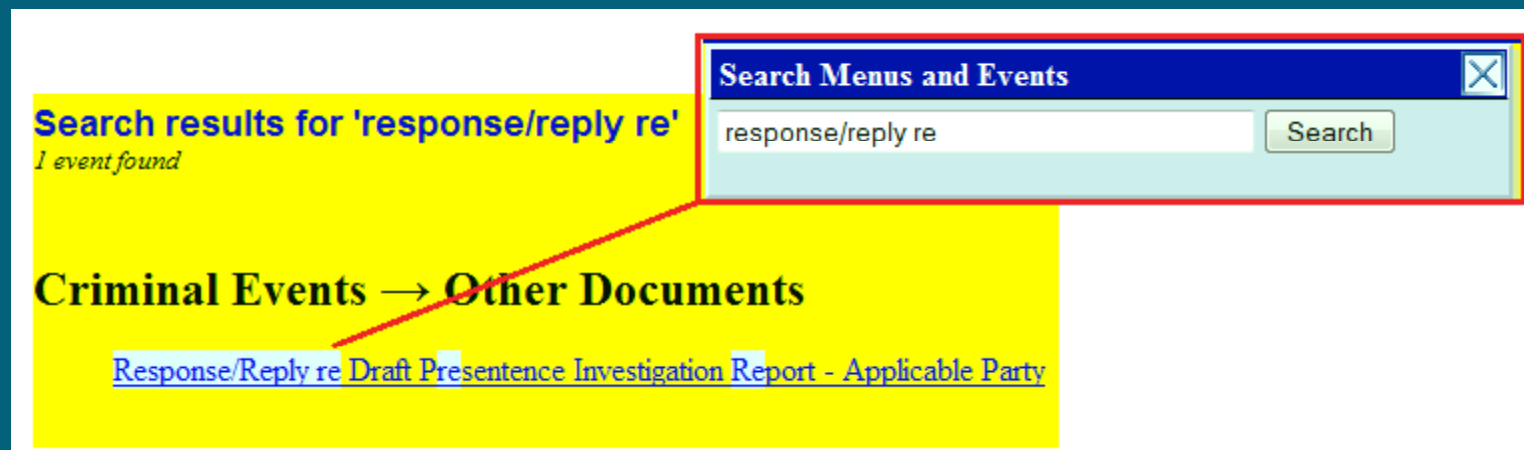 Search Menus and Events
response/reply re Search
Search results for 'response/reply re'
1 event found
Criminal Events → Other Documents
Response/Reply re Draft Presentence Investigation Report - Applicable Party